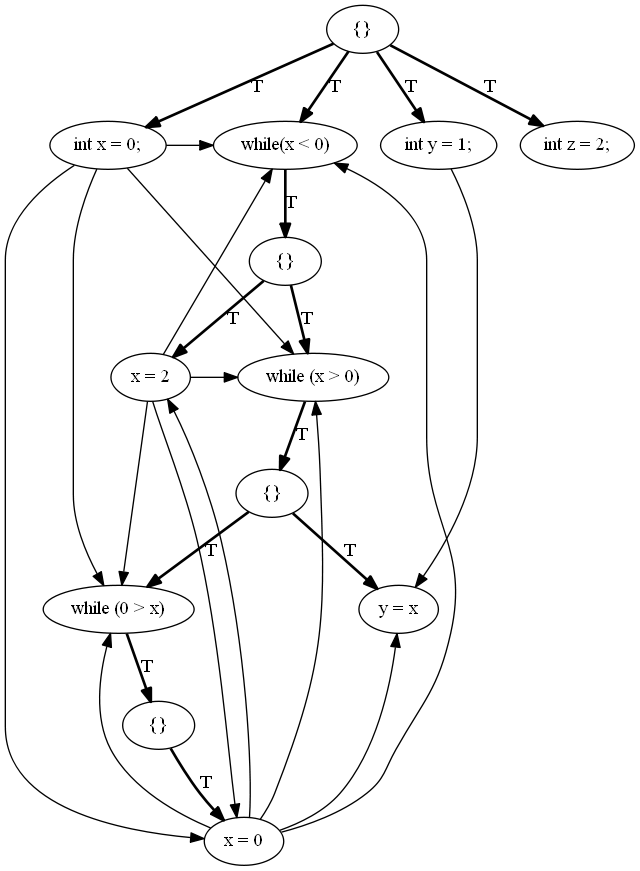 {}
T
T
T
T
int x = 0;
while(x < 0)
int y = 1;
int z = 2;
T
{}
T
T
x = 2
while (x > 0)
T
{}
T
T
while (0 > x)
y = x
T
{}
T
x = 0